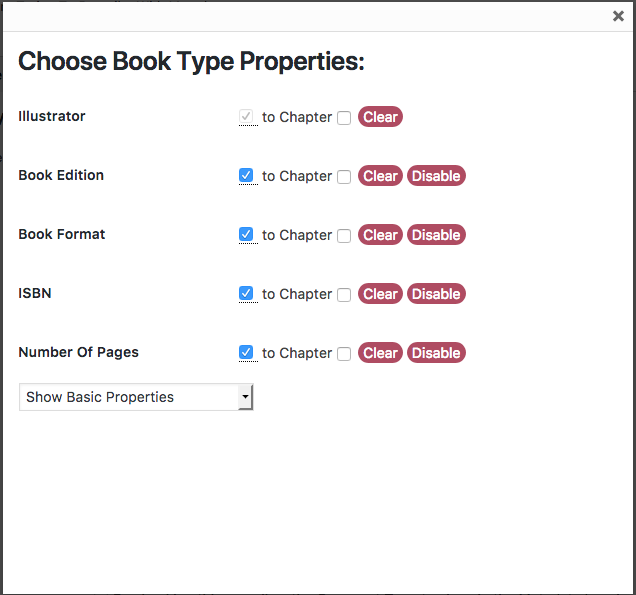 Choose Book Type Properties:
Illustrator to Chapter Clear
Book Edition to Chapter Clear Disable
Book Format to Chapter Clear Disable
ISBN to Chapter Clear Disable
Number Of Pages to Chapter Clear Disable
Show Basic Properties